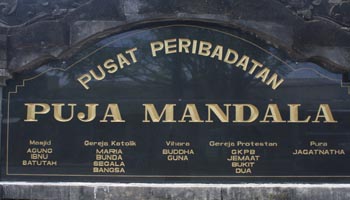 PUSAT PERIBADATAN
PUJA MANDALA
Masjid
AGUNG
IBNU
BATUTAH
Gereja Katolik
MARIA
BUNDA
SEGALA
BANGSA
Vihara
BUDDHA
GUNA
Gereja Protestan
GKPB
JEMAAT
BUKIT
DUA
Pura
JAGATNATHA